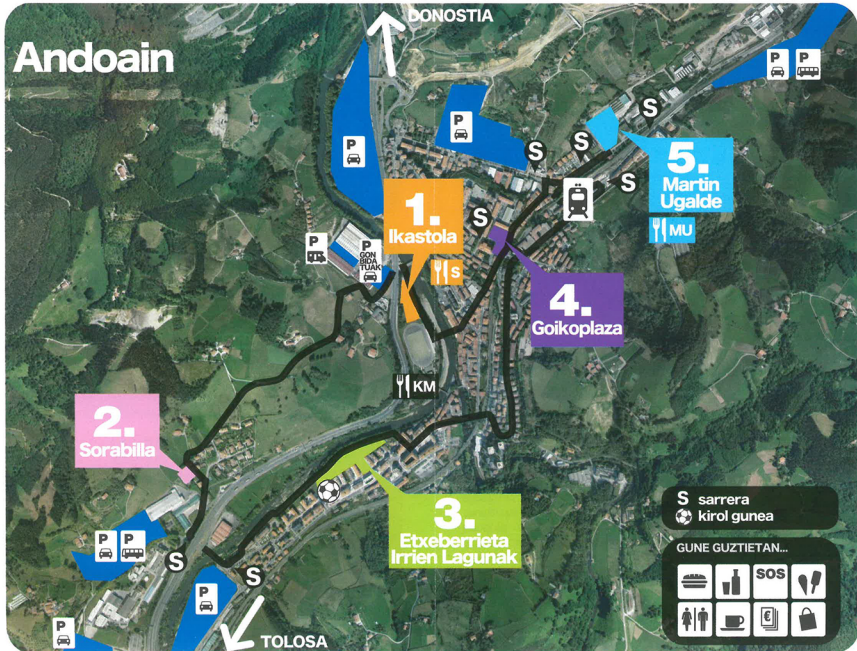 DONOSTIA
Andoain
P
P
P
S
S
S
S
S
1.
Ikastola
5.
Martin
Ugalde
MU
P
P
GON
BIDA
TUAK
S
4.
Goikoplaza
KM
2.
Sorabilla
3.
Etxeberrieta
Irrien Lagunak
P
P
S
S
P
P
TOLOSA
S sarrera
kirol gunea
GUNE GUZTIETAN...
SOS
€